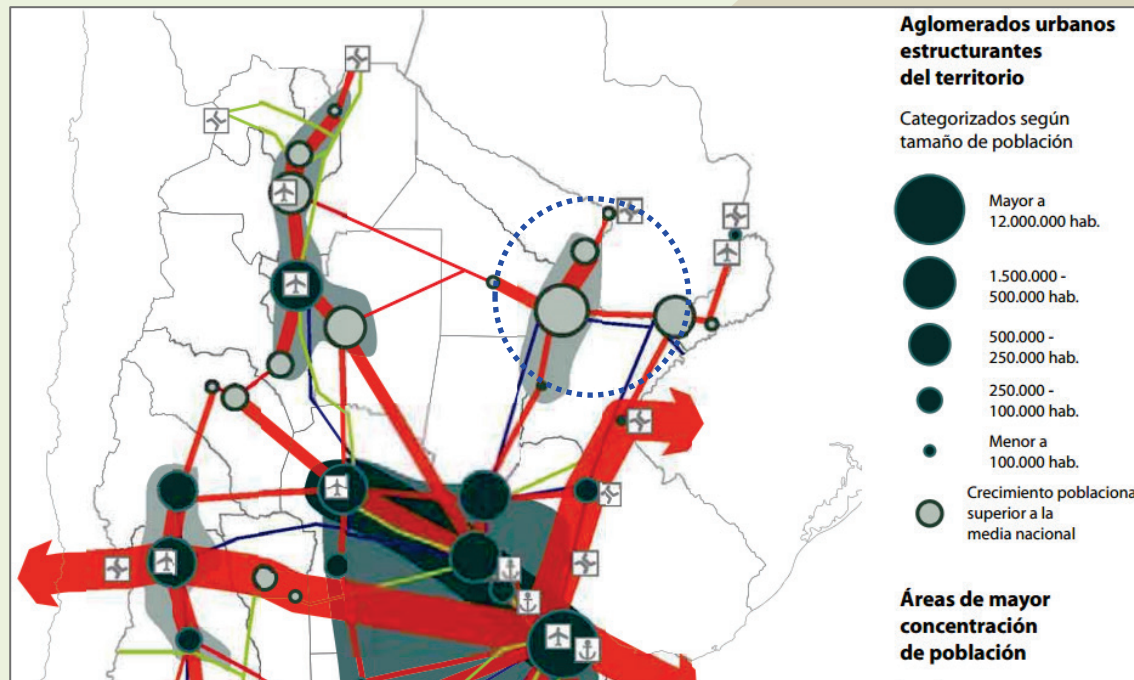 Aglomerados urbanos
estructurantes
del territorio
Categorizados según
tamaño de población
Mayor a
12.000.000 hab.
1.500.000 -
500.000 hab.
500.000 -
250.000 hab.
250.000 -
100.000 hab.
Menor a
100.000 hab.
Crecimiento poblaciona
superior a la
media nacional
Áreas de mayor
concentración
de población